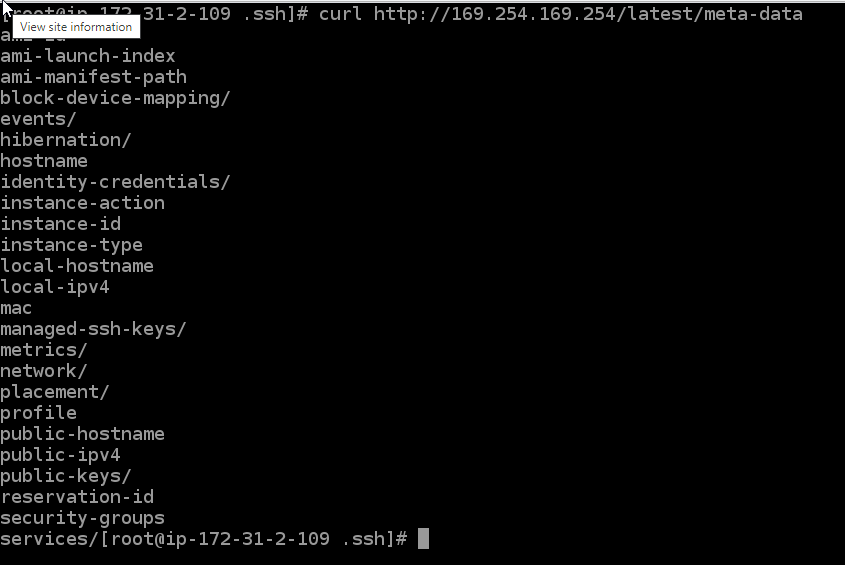 [root@ip-172-31-2-109 .ssh]# curl http://169.254.169.254/latest/meta-data
View site information
ami-launch-index
ami-manifest-path
block-device-mapping/
events/
hibernation/
hostname
identity-credentials/
instance-action
instance-id
instance-type
local-hostname
local-ipv4
mac
managed-ssh-keys/
metrics/
network/
placement/
profile
public-hostname
public-ipv4
public-keys/
reservation-id
security-groups
services/[root@ip-172-31-2-109 .ssh]#